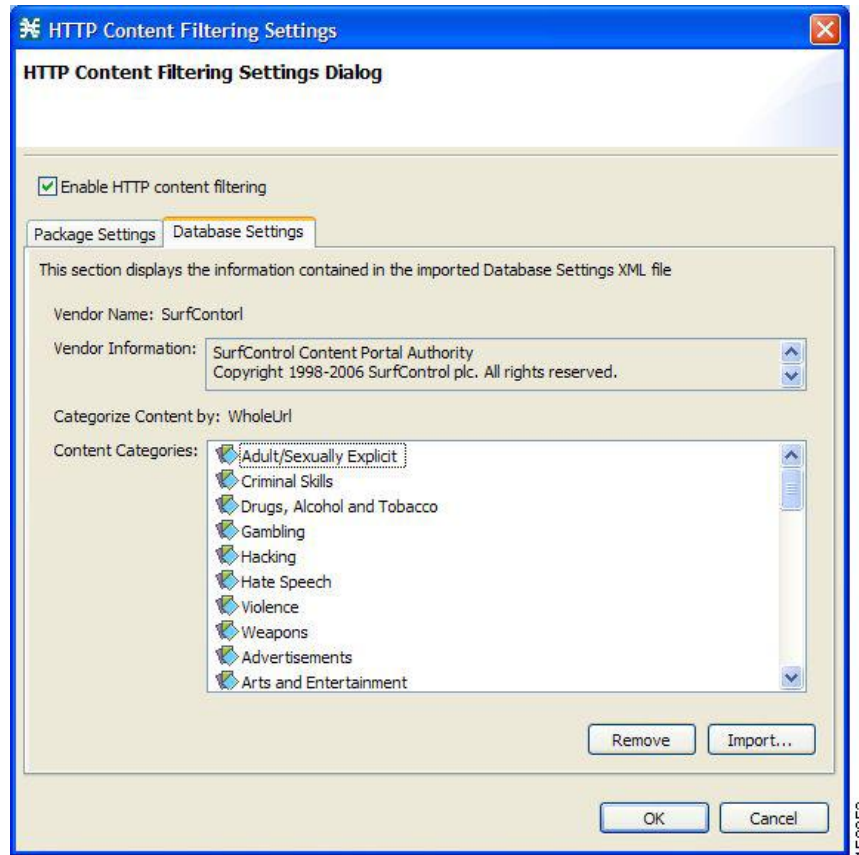 HTTP Content Filtering Settings
HTTP Content Filtering Settings Dialog
Enable HTTP content filtering
Package Settings
Database Settings
This section displays the information contained in the imported Database Settings XML file
Vendor Name: SurfContorl
Vendor Information:
SurfControl Content Portal Authority
Copyright 1998-2006 SurfControl plc. All rights reserved.
Categorize Content by: WholeUrl
Content Categories:
Adult/Sexually Explicit
Criminal Skills
Drugs, Alcohol and Tobacco
Gambling
Hacking
Hate Speech
Violence
Weapons
Advertisements
Arts and Entertainment
Remove
Import...
OK
Cancel